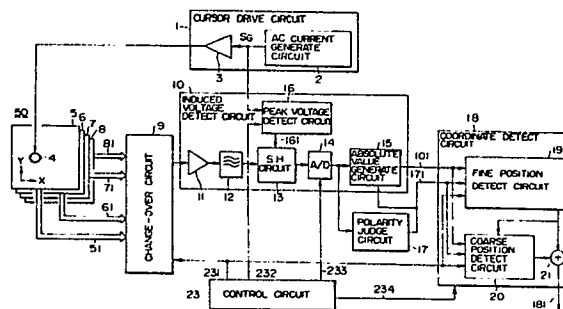 CURSOR DRIVE CIRCUIT
1
SG
AC CURRENT
GENERATE
CIRCUIT
3
2
10
16
INDUCED
VOLTAGE
DETECT
CIRCUIT
PEAK VOLTAGE
DETECT CIRCUIT
18
50
5
6
7
8
9
4
Y
X
81
71
61
51
CHANGE-OVER CIRCUIT
161
14
15
S.H
CIRCUIT
A/D
ABSOLUTE
VALUE
GENERATE
CIRCUIT
101
171
11
12
13
POLARITY
JUDGE
CIRCUIT
17
COORDINATE DETECT
CIRCUIT
19
FINE POSITION
DETECT CIRCUIT
COARSE
POSITION
DETECT
CIRCUIT
21
20
181
231
232
233
234
23
CONTROL CIRCUIT